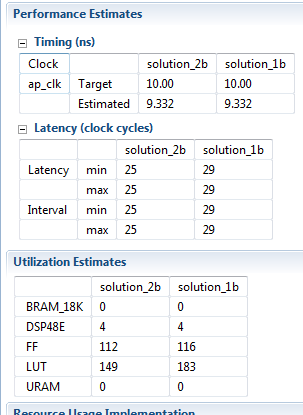 Performance Estimates
Timing (ns)
Clock solution_2b solution_1b
ap_clk Target 10.00 10.00
Estimated 9.332 9.332
Latency (clock cycles)
solution_2b solution_1b
Latency min 25 29
max 25 29
Interval min 25 29
max 25 29
Utilization Estimates
solution_2b solution_1b
BRAM_18K 0 0
DSP48E 4 4
FF 112 116
LUT 149 183
URAM 0 0
Resource Usage Implementation